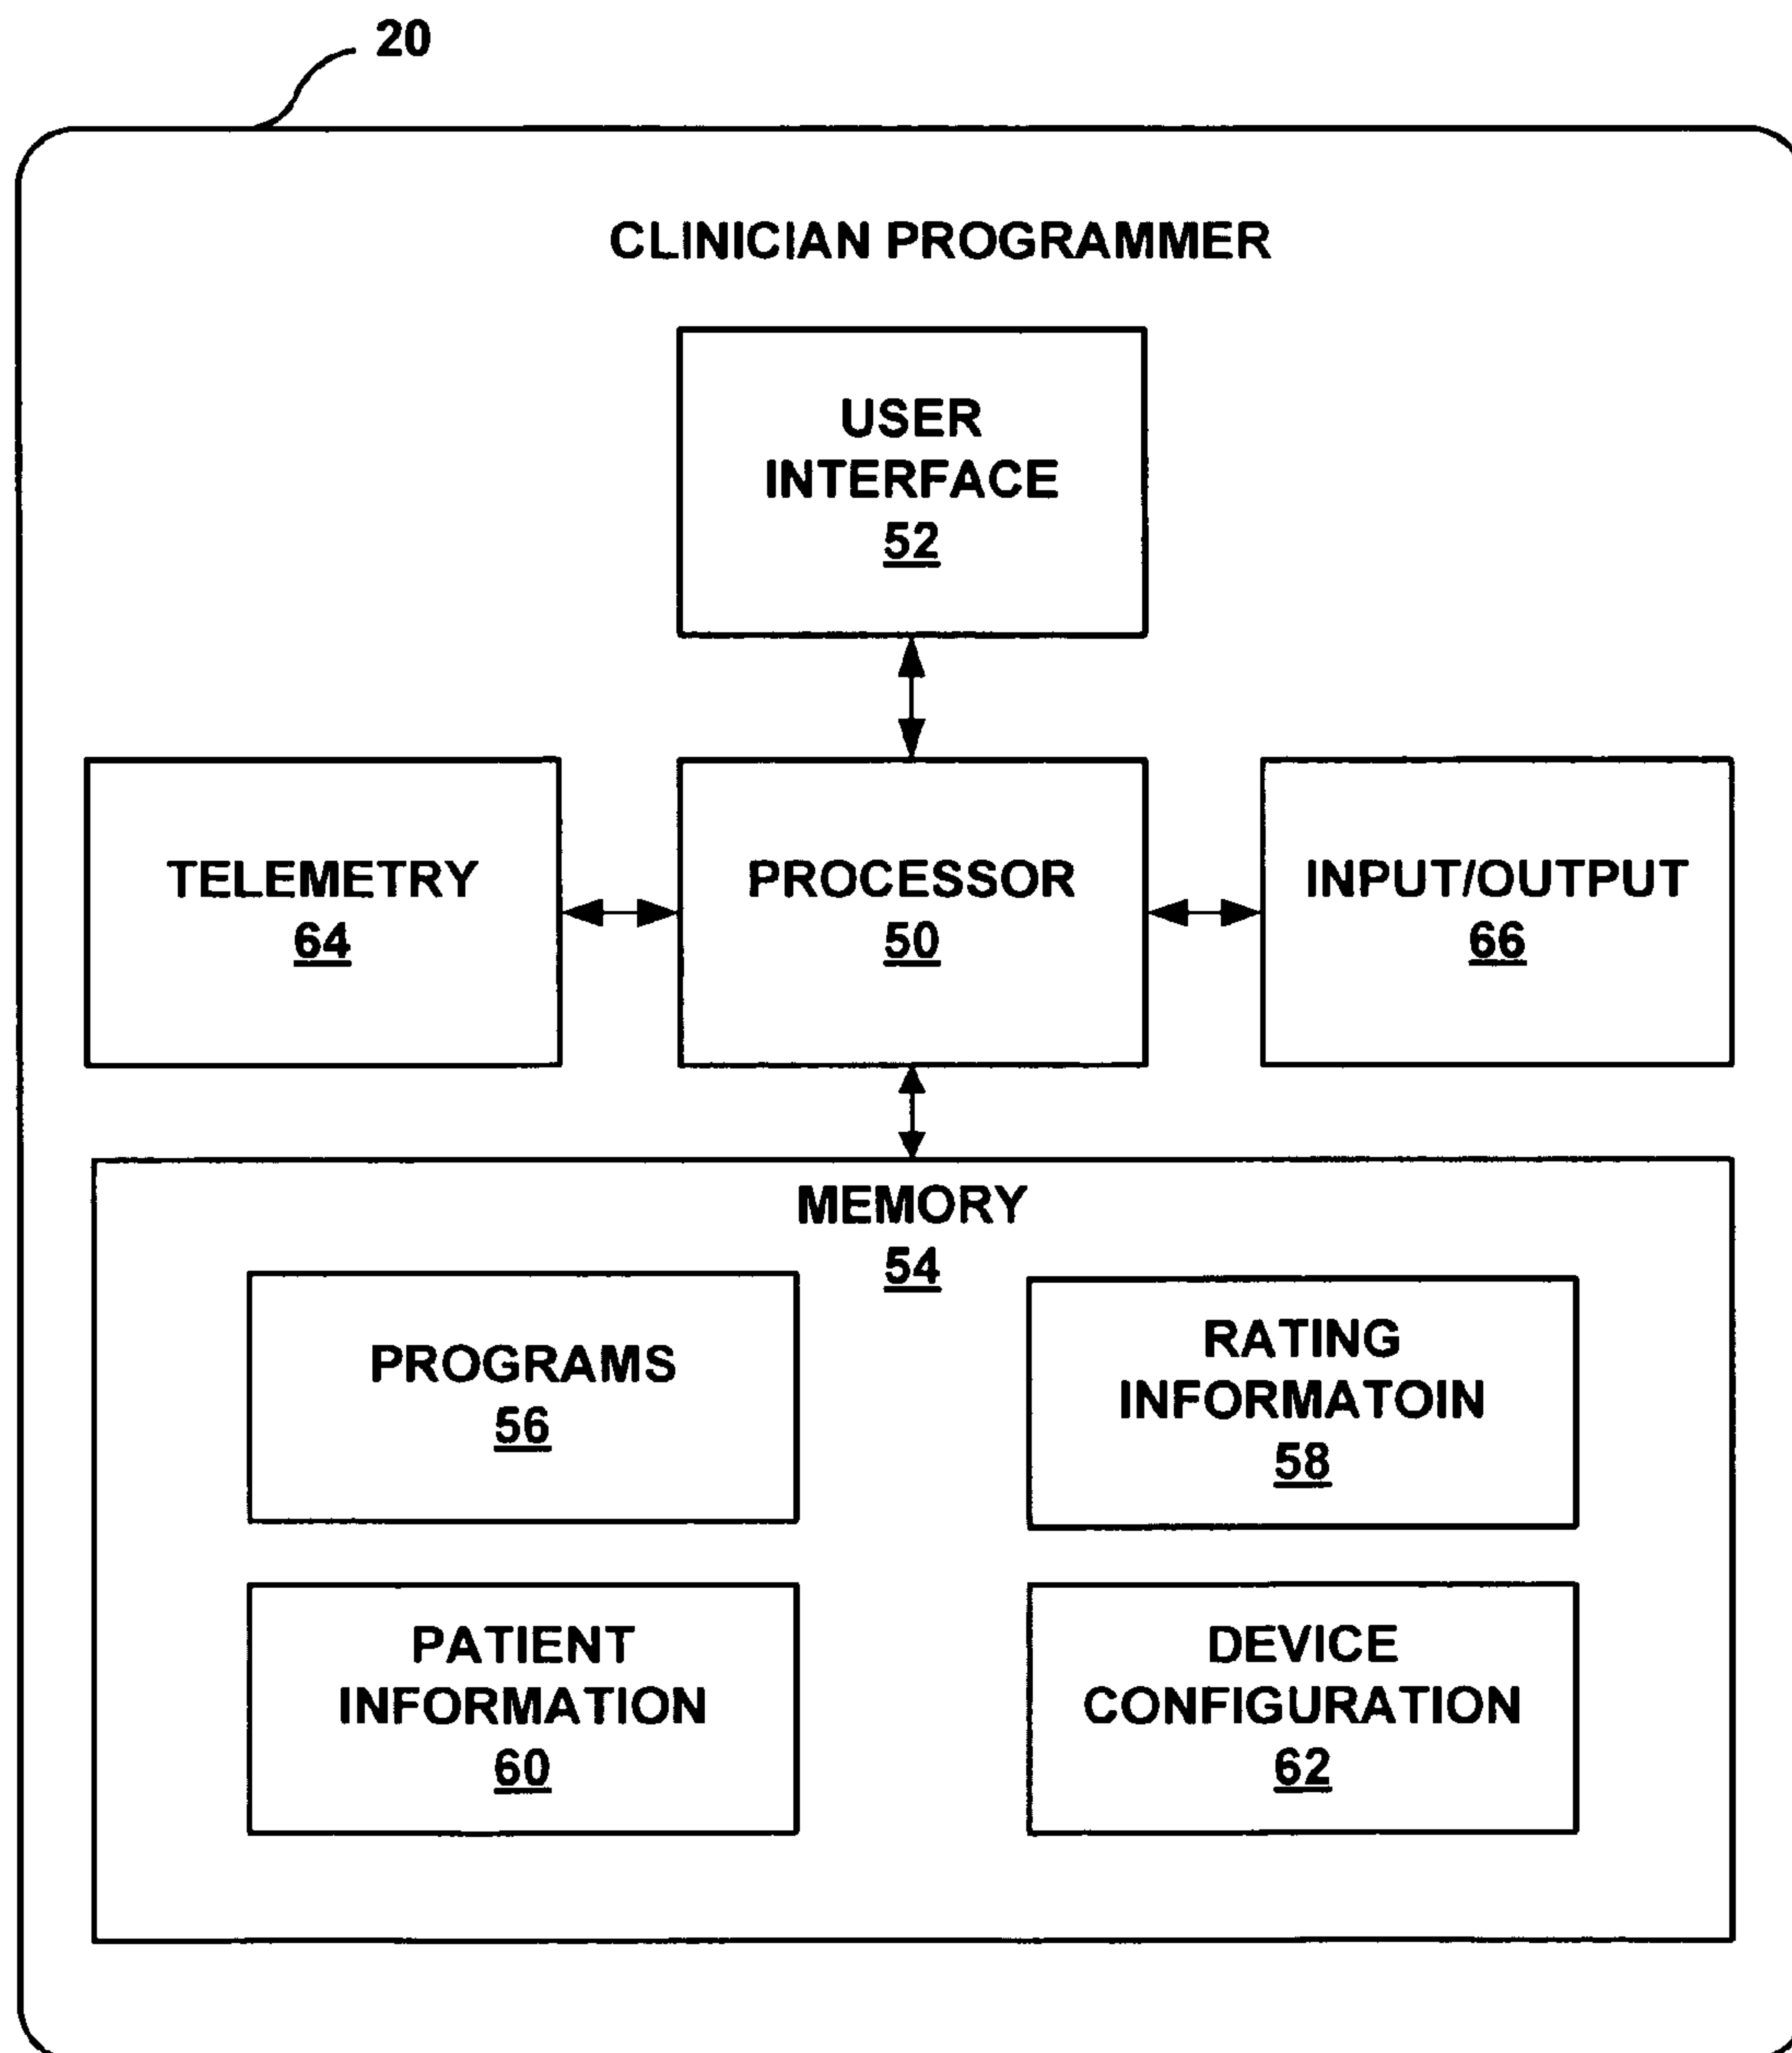 20
CLINICIAN PROGRAMMER
USER
INTERFACE
52
TELEMETRY
64
PROCESSOR
50
INPUT/OUTPUT
66
MEMORY
54
PROGRAMS
56
RATING
INFORMATOIN
58
PATIENT
INFORMATION
60
DEVICE
CONFIGURATION
62